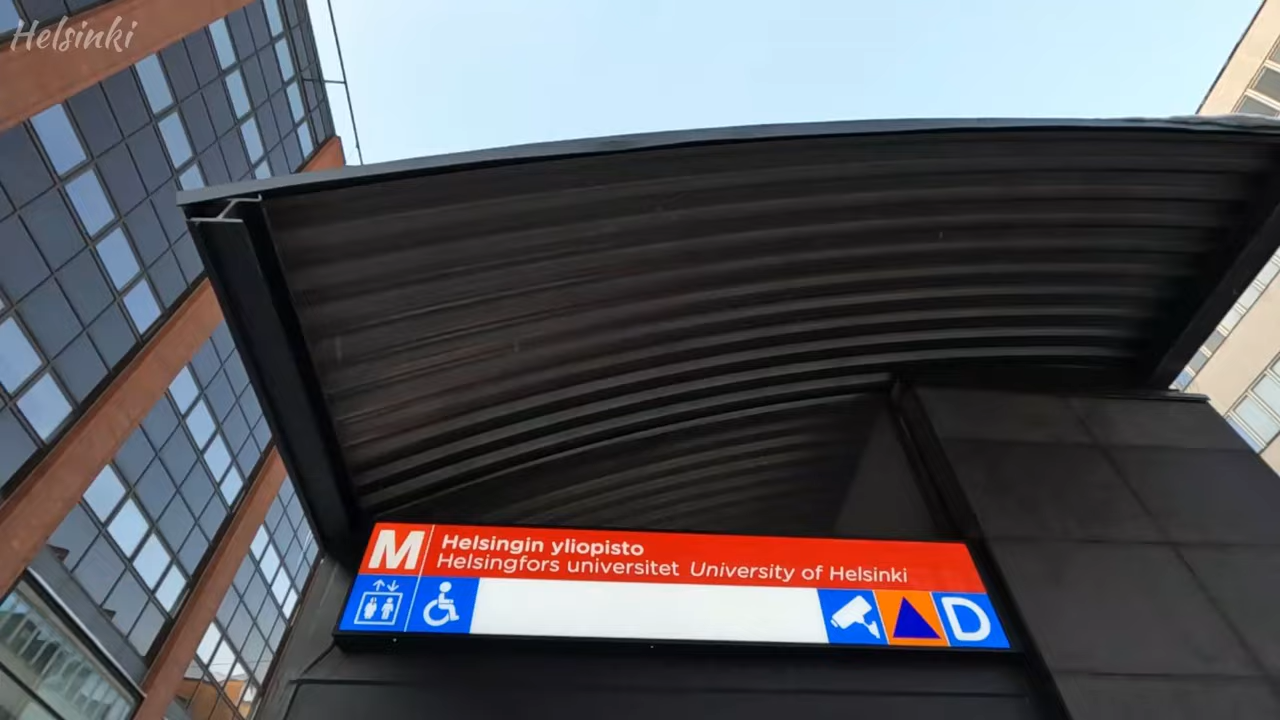 Helsinki
M
Helsingin yliopisto
Helsingfors universitet University of Helsinki
D